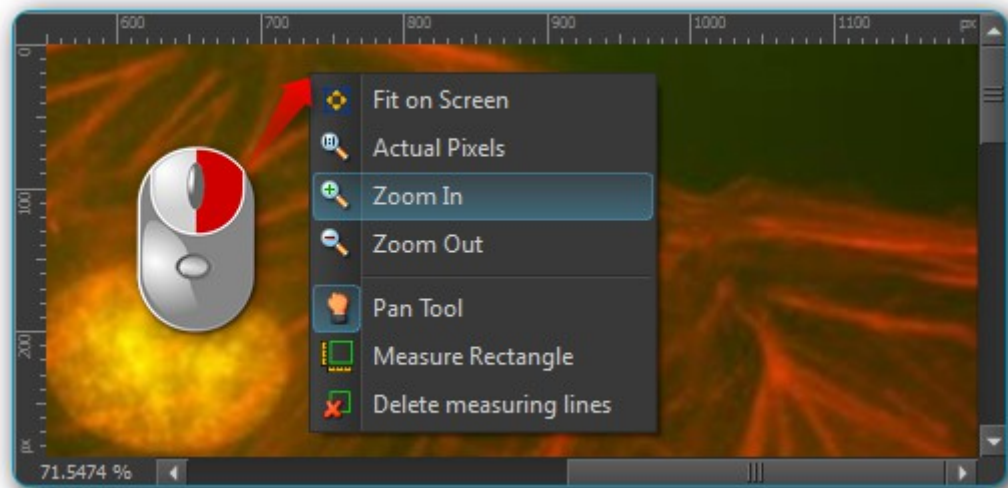 600 700 800 900 1000 1100 px
0
Fit on Screen
Actual Pixels
100
Zoom In
Zoom Out
Pan Tool
200
Measure Rectangle
Delete measuring lines
px
71.5474 %